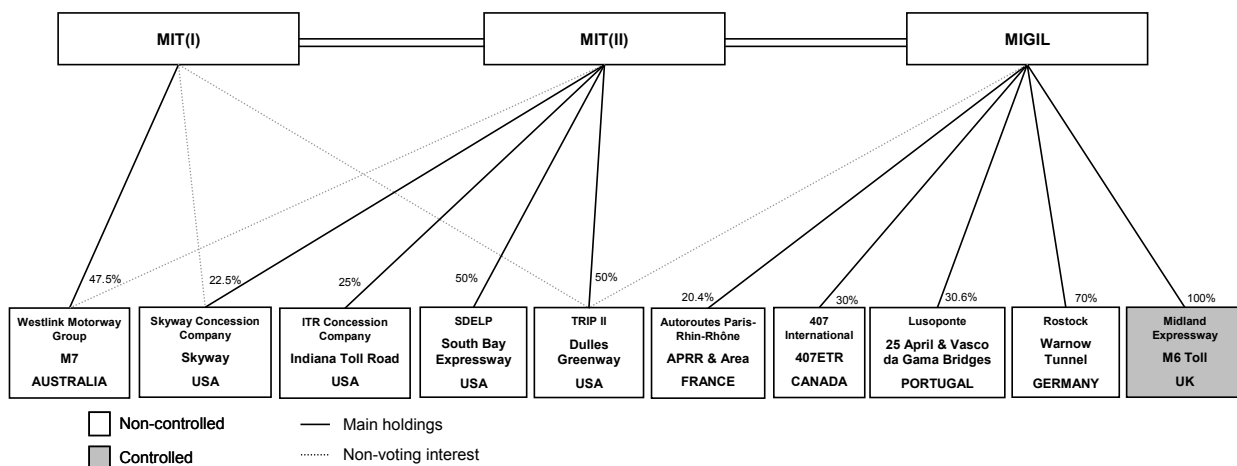 MIT(I)
MIT(II)
MIGIL
47.5%
22.5%
25%
50%
50%
20.4%
30%
30.6%
70%
100%
Westlink Motorway
Group
M7
AUSTRALIA
Skyway Concession
Company
Skyway
USA
ITR Concession
Company
Indiana Toll Road
USA
SDELP
South Bay
Expressway
USA
TRIP II
Dulles
Greenway
USA
Autoroutes Paris-
Rhin-Rhône
APRR & Area
FRANCE
407
International
407ETR
CANADA
Lusoponte
25 April & Vasco
da Gama Bridges
PORTUGAL
Rostock
Warnow
Tunnel
GERMANY
Midland
Expressway
M6 Toll
UK
Non-controlled
Main holdings
Controlled
Non-voting interest